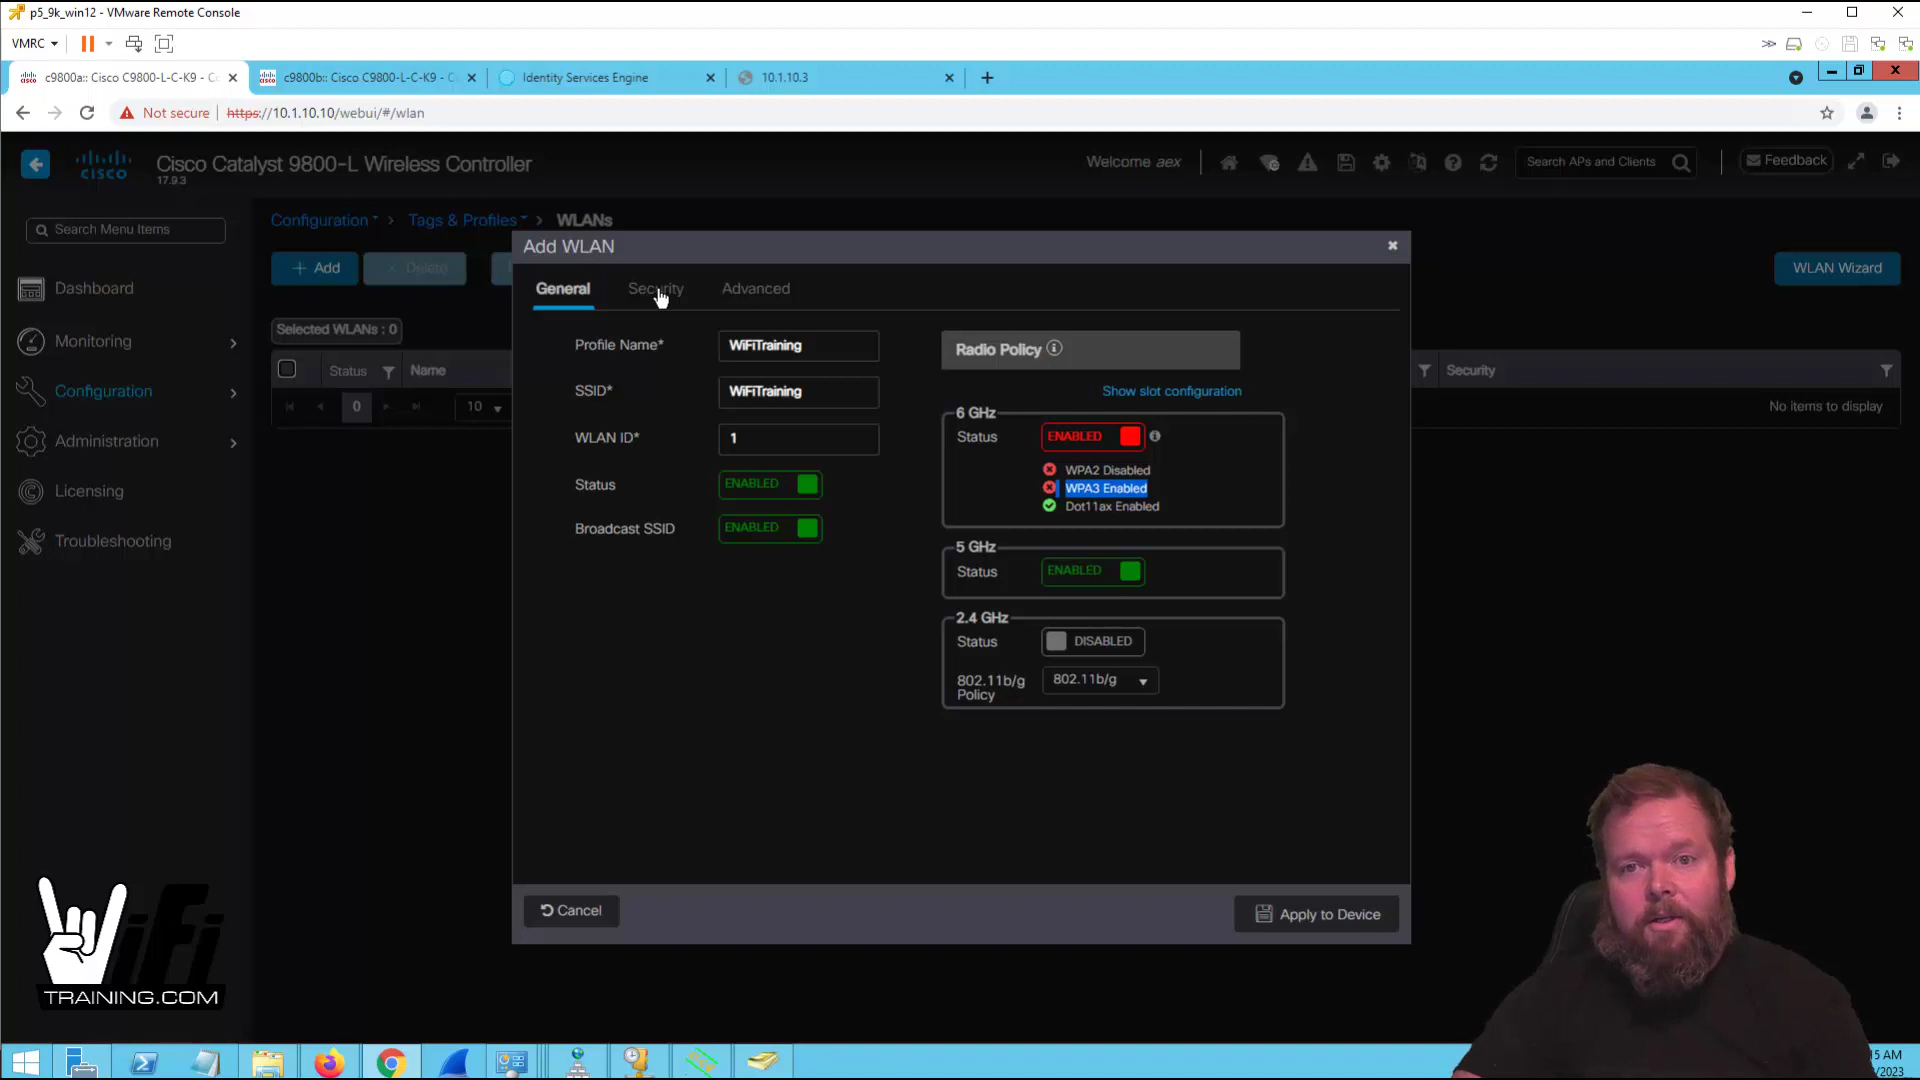 p5_9k_win12 - VMware Remote Console
VMRC
c9800a:: Cisco C9800-L-C-K9 - Co
c9800b:: Cisco C9800-L-C-K9 - C
Identity Services Engine
10.1.10.3
Not secure
https://10.1.10.10/webui/#/wlan
CISCO
Cisco Catalyst 9800-L Wireless Controller
17.9.3
Welcome aex
Search APs and Clients
Feedback
Search Menu Items
Dashboard
Monitoring
Configuration
Administration
Licensing
Troubleshooting
Configuration > Tags & Profiles > WLANs
+ Add
× Delete
WLAN Wizard
Selected WLANs : 0
Status
Name
Security
0
10
No items to display
Add WLAN
General
Security
Advanced
Profile Name*
WiFiTraining
SSID*
WiFiTraining
WLAN ID*
1
Status
ENABLED
Broadcast SSID
ENABLED
Radio Policy
Show slot configuration
6 GHz
Status
ENABLED
WPA2 Disabled
WPA3 Enabled
Dot11ax Enabled
5 GHz
Status
ENABLED
2.4 GHz
Status
DISABLED
802.11b/g
Policy
802.11b/g
Cancel
Apply to Device
WiFi
TRAINING.COM
5 AM
/2023